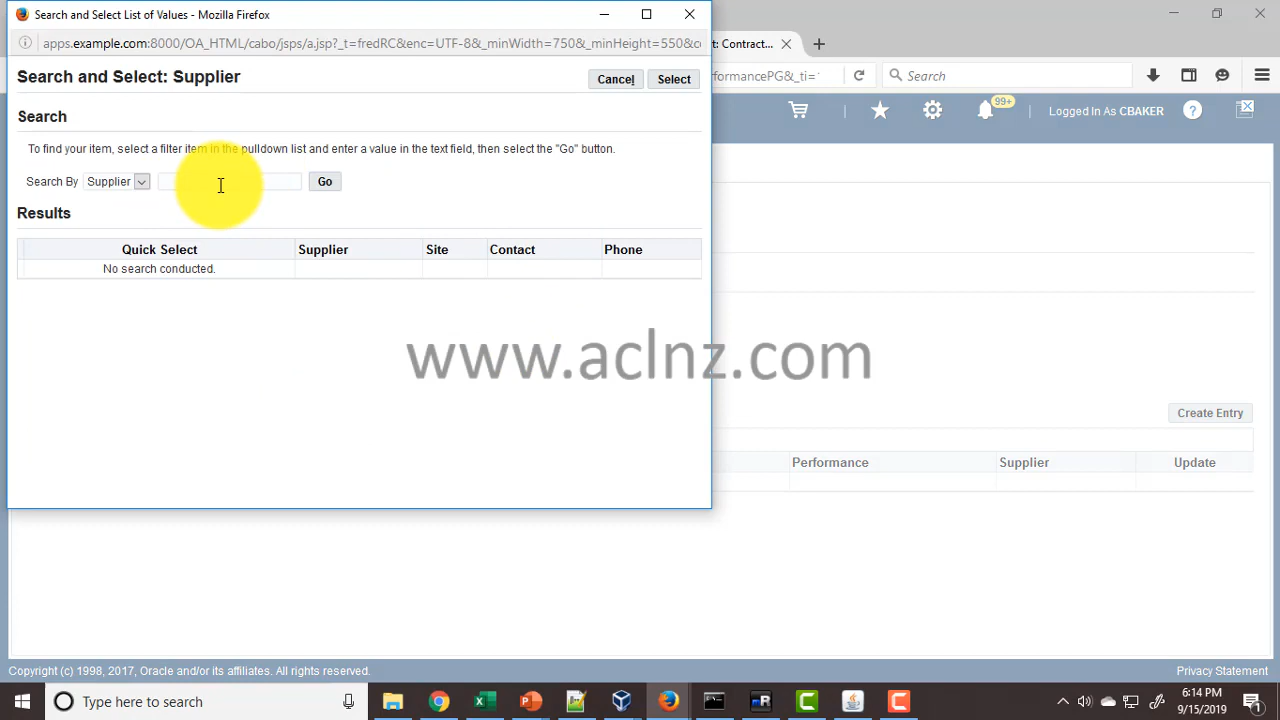 Search and Select List of Values - Mozilla Firefox
apps.example.com:8000/OA_HTML/cabo/jsps/a.jsp?_t=fredRC&enc=UTF-8&_minWidth=750&_minHeight=550&c
: Contract...
rformancePG&_ti=
Search
Search and Select: Supplier
Cancel
Select
99+
Logged In As CBAKER
Search
To find your item, select a filter item in the pulldown list and enter a value in the text field, then select the "Go" button.
Search By Supplier
Go
Results
Quick Select Supplier Site Contact Phone
No search conducted.
www.aclnz.com
Create Entry
Performance Supplier Update
Copyright (c) 1998, 2017, Oracle and/or its affiliates. All rights reserved.
Privacy Statement
Type here to search
6:14 PM
9/15/2019